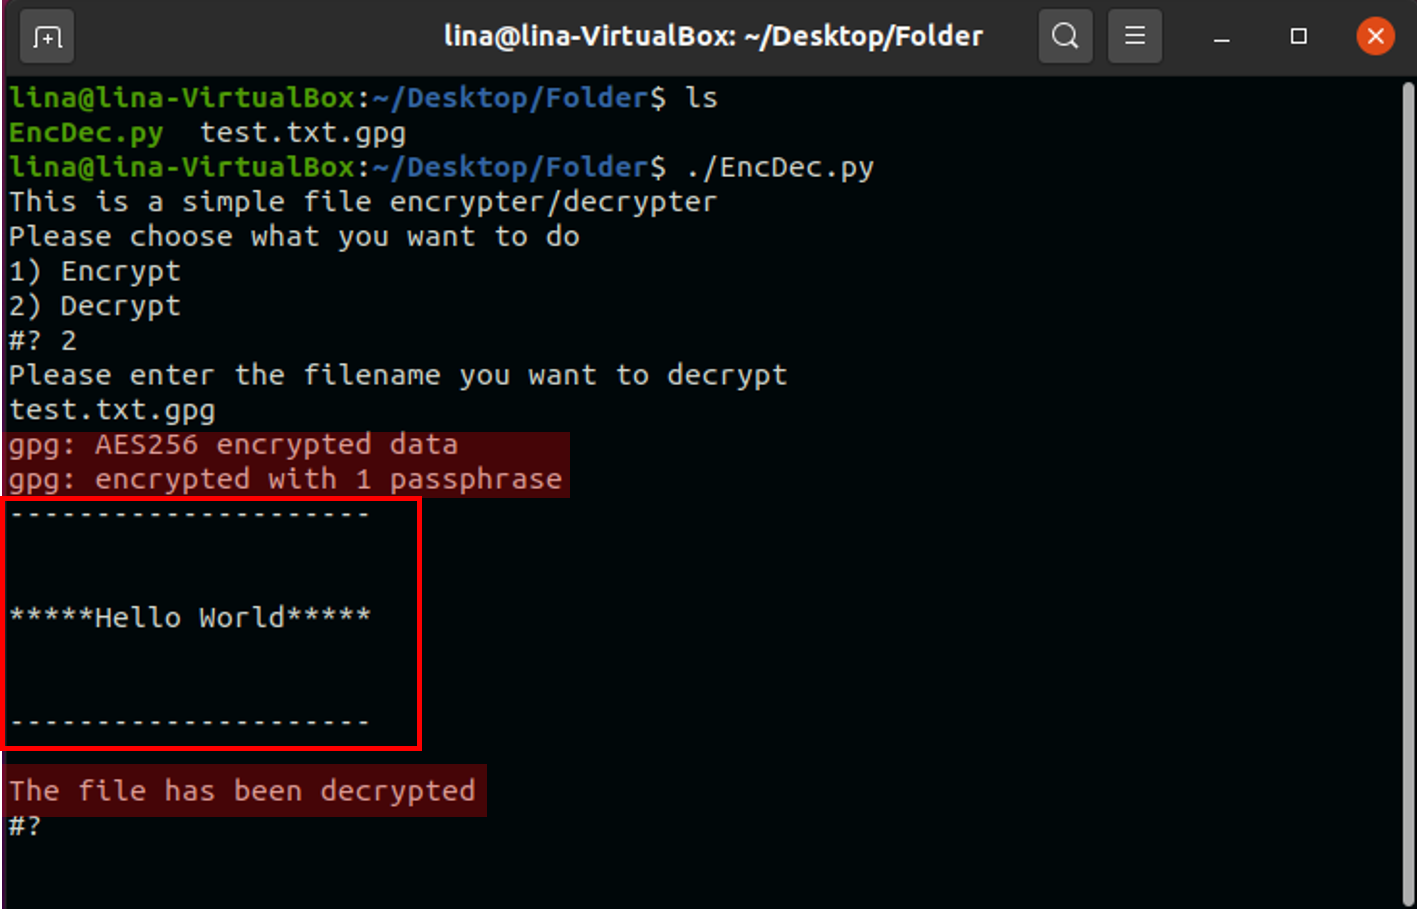 lina@lina-VirtualBox: ~/Desktop/Folder
lina@lina-VirtualBox:~/Desktop/Folder$ ls
EncDec.py  test.txt.gpg
lina@lina-VirtualBox:~/Desktop/Folder$ ./EncDec.py
This is a simple file encrypter/decrypter
Please choose what you want to do
1) Encrypt
2) Decrypt
#? 2
Please enter the filename you want to decrypt
test.txt.gpg
gpg: AES256 encrypted data
gpg: encrypted with 1 passphrase
---------------------
*****Hello World*****
---------------------
The file has been decrypted
#?